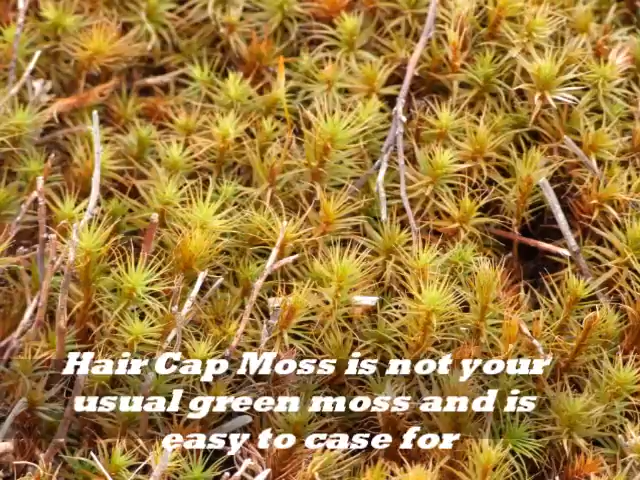 Hair Cap Moss is not your
usual green moss and is
easy to case for